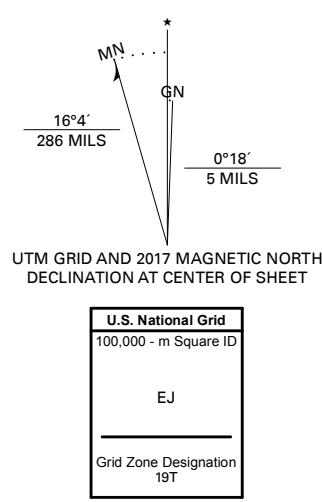 MN
GN
16°4´
286 MILS
0°18´
5 MILS
UTM GRID AND 2017 MAGNETIC NORTH
DECLINATION AT CENTER OF SHEET
U.S. National Grid
100,000 - m Square ID
EJ
Grid Zone Designation
19T